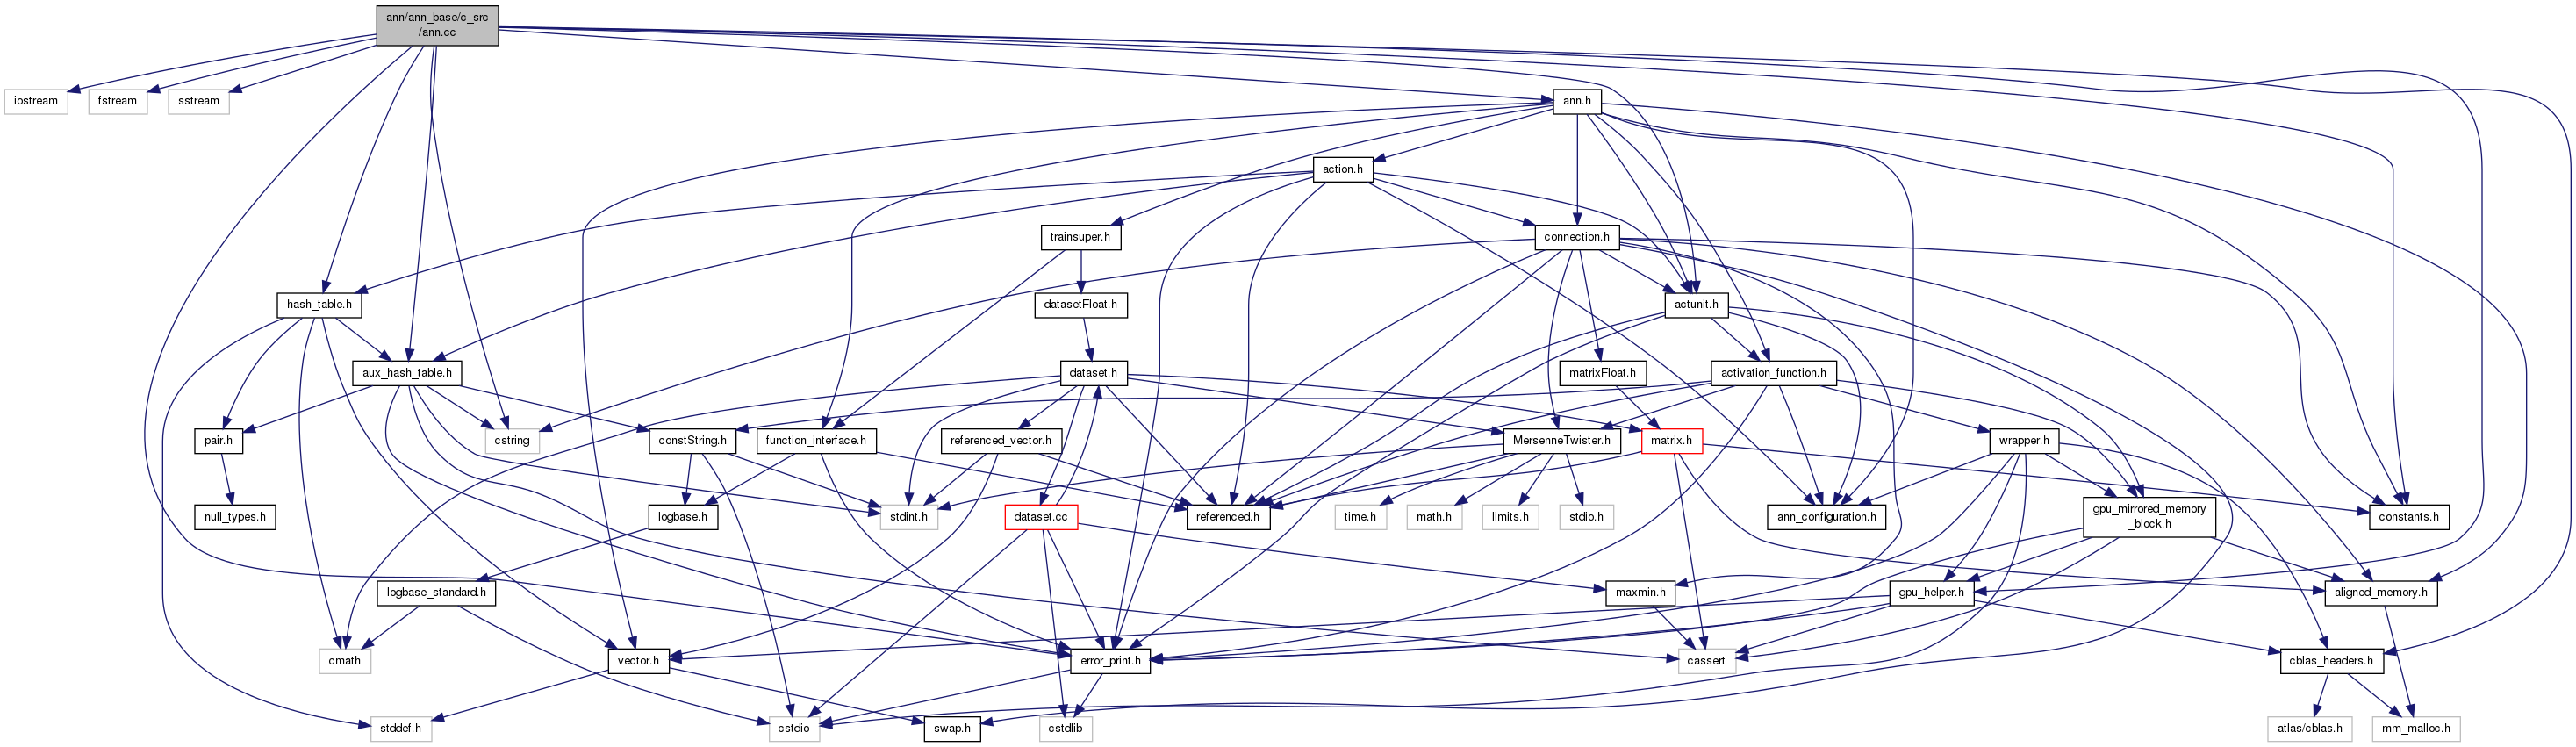 ann/ann_base/c_src
/ann.cc
iostream
fstream
sstream
ann.h
action.h
trainsuper.h
connection.h
hash_table.h
datasetFloat.h
actunit.h
aux_hash_table.h
dataset.h
matrixFloat.h
activation_function.h
pair.h
cstring
constString.h
function_interface.h
referenced_vector.h
MersenneTwister.h
matrix.h
wrapper.h
null_types.h
logbase.h
stdint.h
dataset.cc
referenced.h
time.h
math.h
limits.h
stdio.h
ann_configuration.h
gpu_mirrored_memory
_block.h
constants.h
logbase_standard.h
maxmin.h
gpu_helper.h
aligned_memory.h
cmath
vector.h
error_print.h
cassert
cblas_headers.h
stddef.h
cstdio
swap.h
cstdlib
atlas/cblas.h
mm_malloc.h